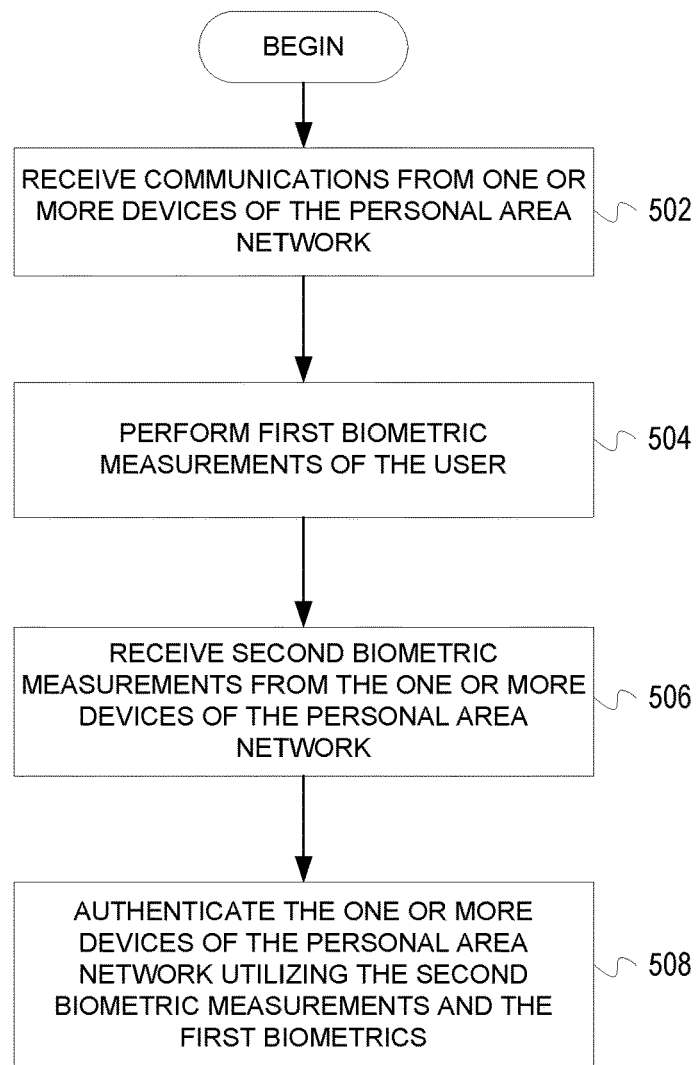 BEGIN
RECEIVE COMMUNICATIONS FROM ONE OR
MORE DEVICES OF THE PERSONAL AREA
NETWORK
502
PERFORM FIRST BIOMETRIC
MEASUREMENTS OF THE USER
504
RECEIVE SECOND BIOMETRIC
MEASUREMENTS FROM THE ONE OR MORE
DEVICES OF THE PERSONAL AREA
NETWORK
506
AUTHENTICATE THE ONE OR MORE
DEVICES OF THE PERSONAL AREA
NETWORK UTILIZING THE SECOND
BIOMETRIC MEASUREMENTS AND THE
FIRST BIOMETRICS
508